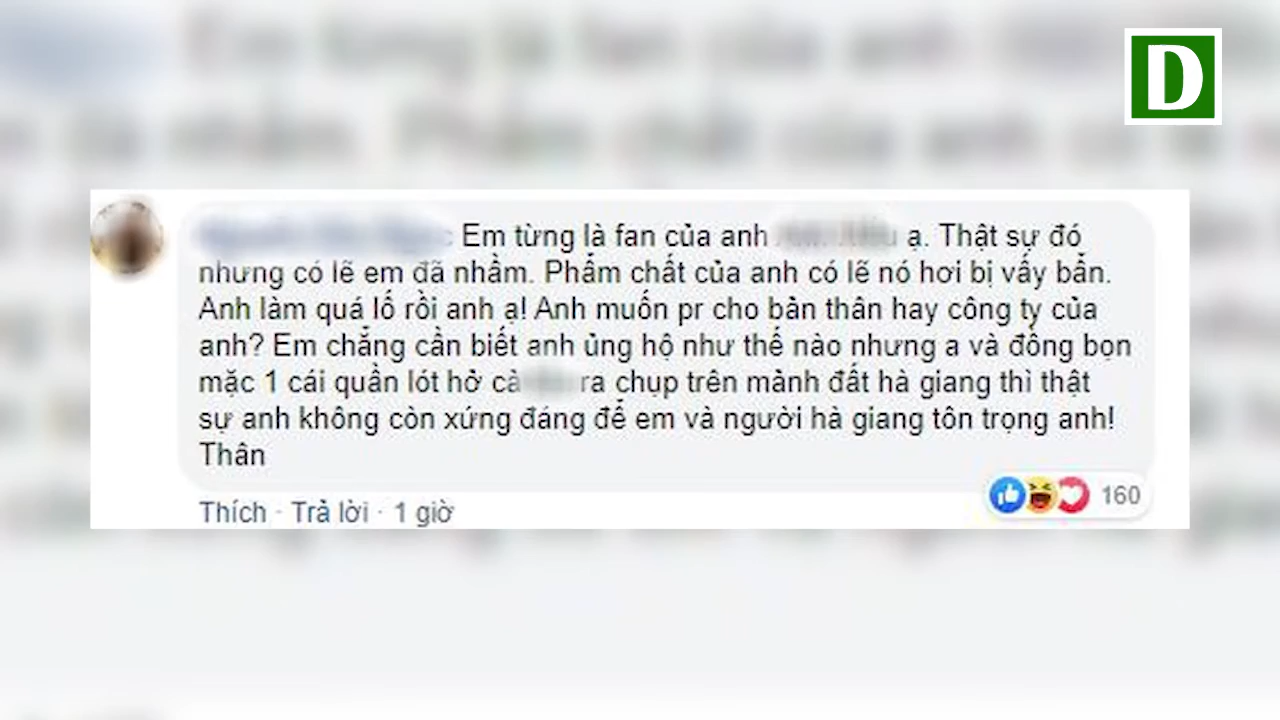 D
Em từng là fan của anh ạ. Thật sự đó
nhưng có lẽ em đã nhầm. Phẩm chất của anh có lẽ nó hơi bị vấy bẩn.
Anh làm quá lố rồi anh ạ! Anh muốn pr cho bản thân hay công ty của
anh? Em chẳng cần biết anh ủng hộ như thế nào nhưng a và đồng bọn
mặc 1 cái quần lót hở cả ra chụp trên mảnh đất hà giang thì thật
sự anh không còn xứng đáng để em và người hà giang tôn trọng anh!
Thân
Thích · Trả lời · 1 giờ
160